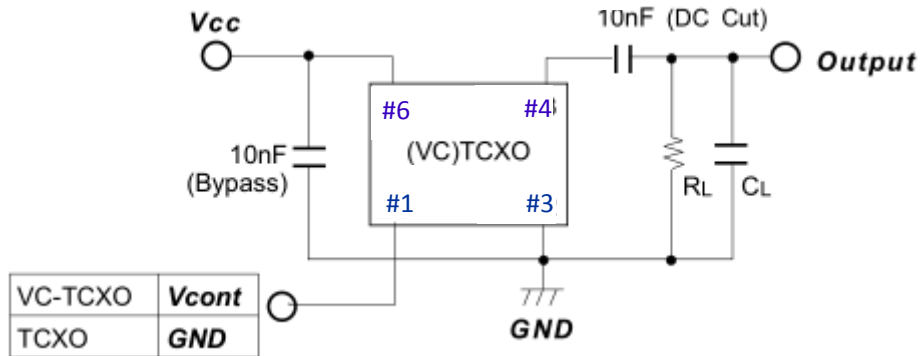 Vcc
10nF (DC Cut)
Output
#6
#4
10nF
(Bypass)
(VC)TCXO
RL
CL
#1
#3
VC-TCXO Vcont
TCXO GND
GND